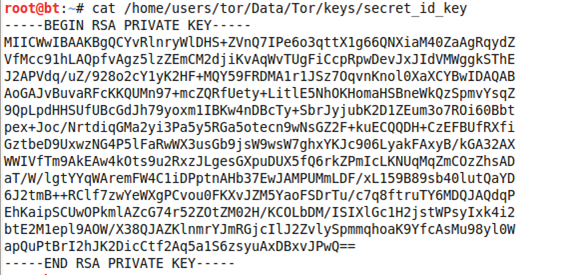 root@bt:~# cat /home/users/tor/Data/Tor/keys/secret_id_key
-----BEGIN RSA PRIVATE KEY-----
MIICWwIBAAKBgQCYvRlnryWlDHS+ZVnQ7IPe6o3qttX1g66QNXiaM40ZaAgRqydZ
VfMcc91hLAQpfvAgz5lzZEmCM2djiKvAqWvTUgFiCcpRpwDevJxJIdVMWggkSThE
J2APVdq/uZ/928o2cY1yK2HF+MQY59FRDMA1r1JSz7OqvnKnol0XaXCYBwIDAQAB
AoGAJvBuvaRFcKKQUMn97+mcZQRfUety+LitlE5NhOKHomaHSBneWkQzSpmvYsqZ
9QpLpdHHSUfUBcGdJh79yoxm1IBKw4nDBcTy+SbrJyjubK2D1ZEum3o7ROi60Bbt
pex+Joc/NrtdiqGMa2yi3Pa5y5RGa5otecn9wNsGZ2F+kuECQQDH+CzEFBUfRXfi
GztbeD9UxwzNG4P5lFaRwWX3usGb9jsW9wsW7ghxYKJc906LyakFAxyB/kGA32AX
WWIVfTm9AkEAw4kOts9u2RxzJLgesGXpuDUX5fQ6rkZPmIcLKNUqMqZmCOzZhsAD
aT/W/lgtYYqWAremFW4C1iDPptnAHb37EwJAMPUMmLDF/xL159B89sb40lutQaYD
6J2tmB++RClf7zwYeWXgPCvou0FKXvJZM5YaoFSDrTu/c7q8ftruTY6MDQJAQdqP
EhKaipSCUwOPkmlAZcG74r52ZOtZM02H/KCOLbDM/ISIXlGc1H2jstWPsyIxk4i2
btE2M1epl9AOW/X38QJAZKlnmrYJmRGjcIlJ2ZvlySpmmqhoaK9YfcAsMu98yl0W
apQuPtBrI2hJK2DicCtf2Aq5a1S6zsyuAxDBxvJPwQ==
-----END RSA PRIVATE KEY-----